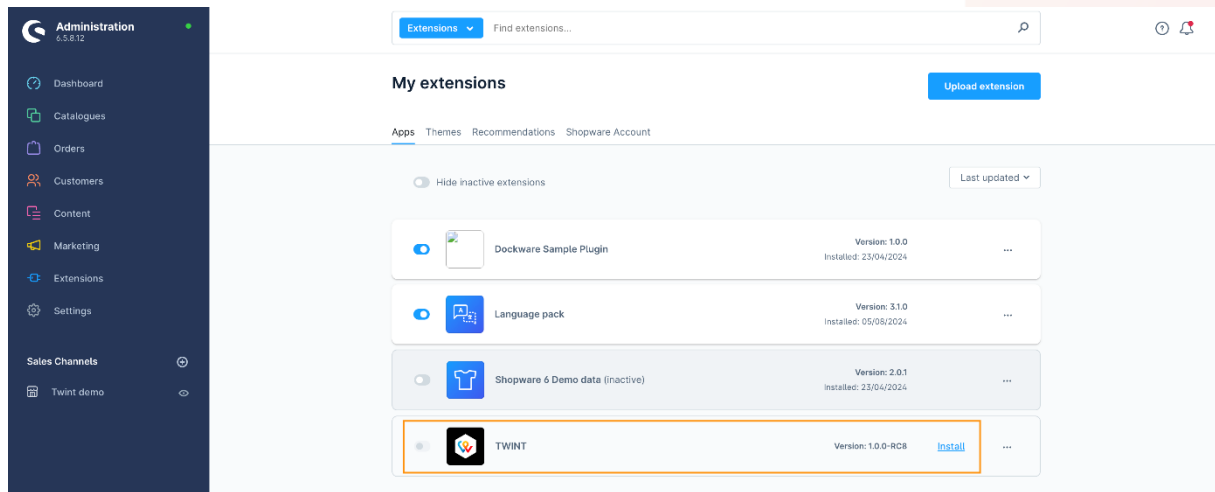 Administration
6.5.8.12
Dashboard
Catalogues
Orders
Customers
Content
Marketing
Extensions
Settings
Sales Channels
Twint demo
Extensions
Find extensions...
My extensions
Upload extension
Apps
Themes
Recommendations
Shopware Account
Hide inactive extensions
Last updated
Dockware Sample Plugin
Version: 1.0.0
Installed: 23/04/2024
Language pack
Version: 3.1.0
Installed: 05/08/2024
Shopware 6 Demo data (inactive)
Version: 2.0.1
Installed: 23/04/2024
TWINT
Version: 1.0.0-RC8
Install